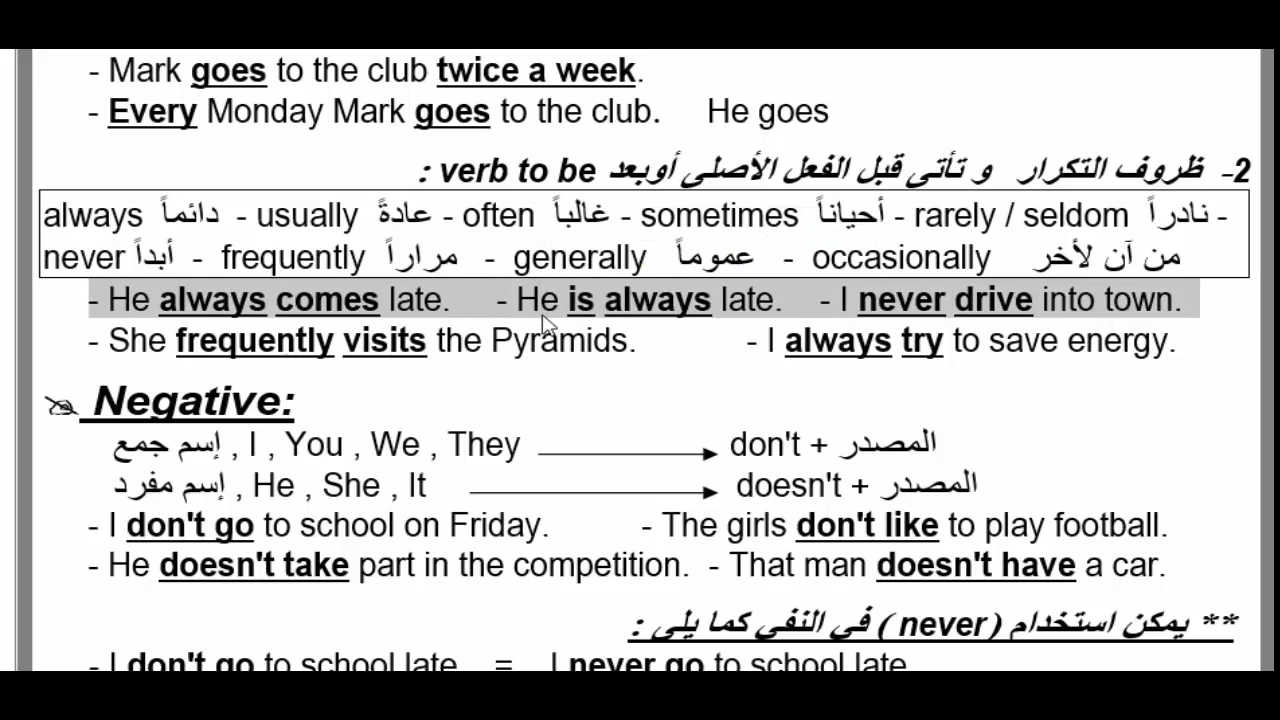 - Mark goes to the club twice a week.
- Every Monday Mark goes to the club. He goes
2- ظروف التكرار و تأتى قبل الفعل الأصلى أوبعد verb to be :
always دائماً - usually عادةً - often غالباً - sometimes أحياناً - rarely / seldom نادراً -
never أبداً - frequently مراراً - generally عموماً - occasionally من آن لأخر
- He always comes late. - He is always late. - I never drive into town.
- She frequently visits the Pyramids. - I always try to save energy.
Negative:
إسم جمع , I , You , We , They don't + المصدر
إسم مفرد , He , She , It doesn't + المصدر
- I don't go to school on Friday. - The girls don't like to play football.
- He doesn't take part in the competition. - That man doesn't have a car.
** يمكن استخدام ( never ) في النفي كما يلى :
- I don't go to school late = I never go to school late